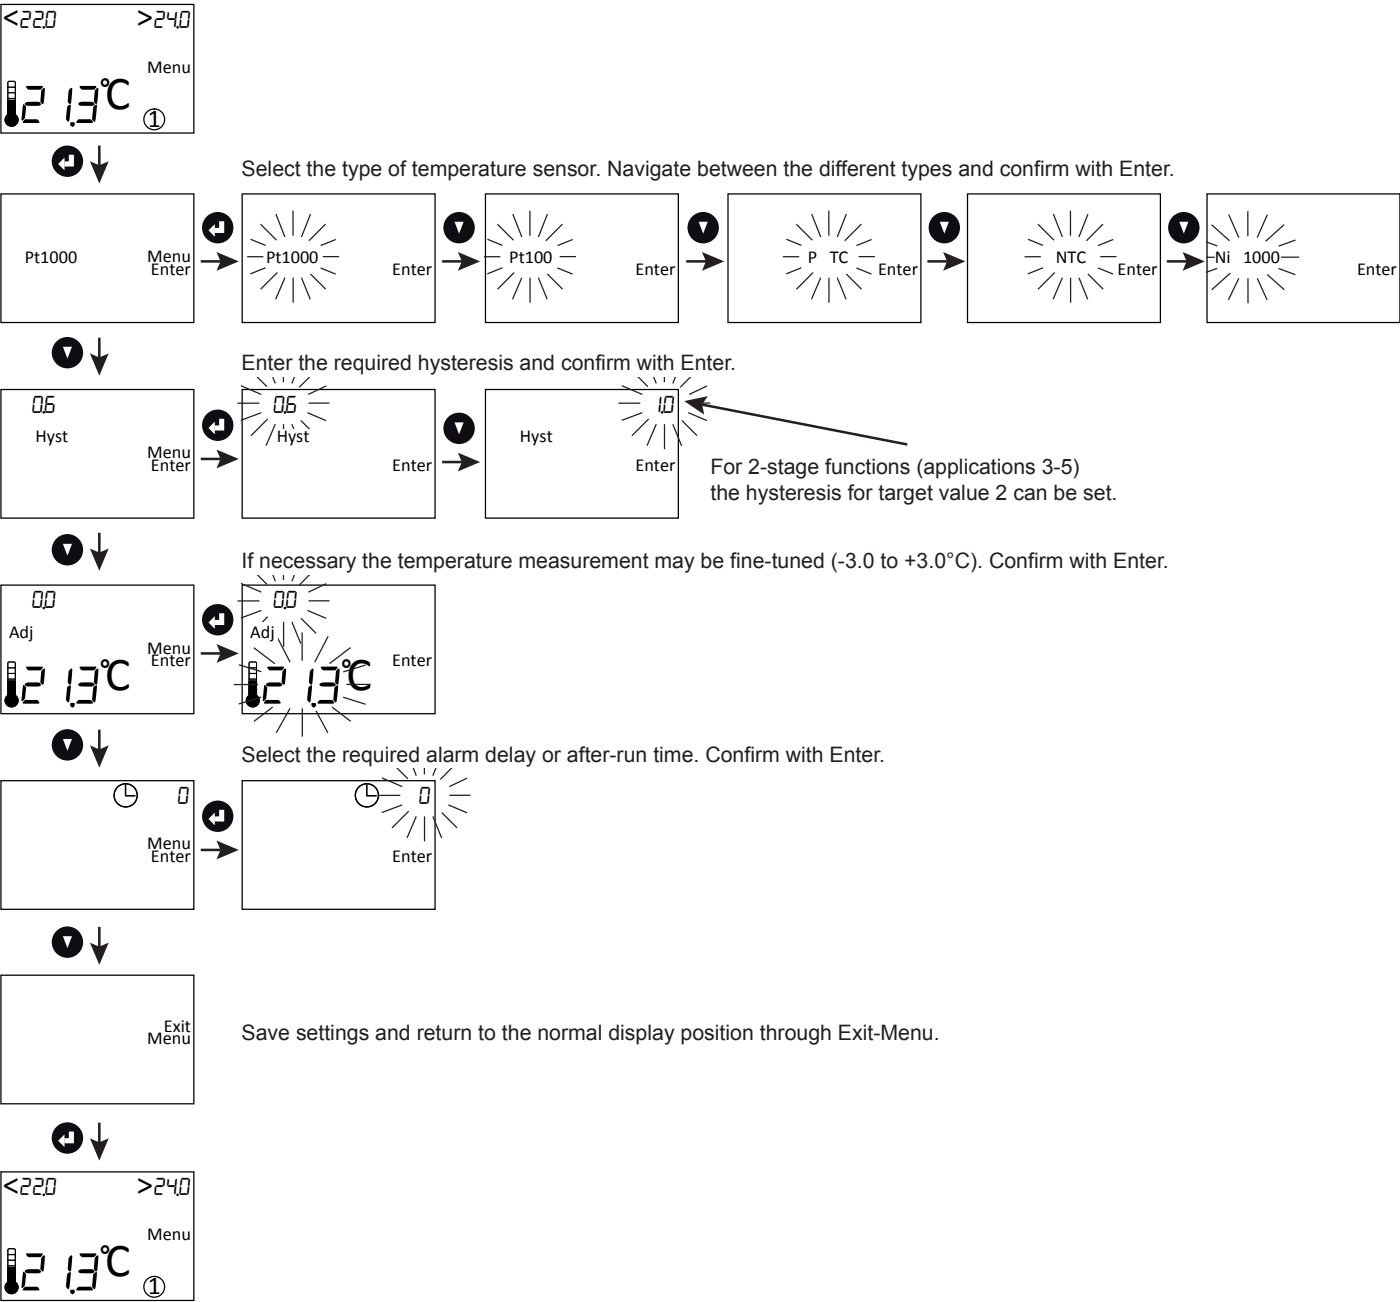 <22.0 >24.0
Menu
21.3°C
①
Select the type of temperature sensor. Navigate between the different types and confirm with Enter.
Pt1000
Menu
Enter
Pt1000
Enter
Pt100
Enter
P TC
Enter
NTC
Enter
Ni 1000
Enter
Enter the required hysteresis and confirm with Enter.
0.6
Hyst
Menu
Enter
0.6
Hyst
Enter
1.0
Hyst
Enter
For 2-stage functions (applications 3-5)
the hysteresis for target value 2 can be set.
If necessary the temperature measurement may be fine-tuned (-3.0 to +3.0°C). Confirm with Enter.
0.0
Adj
Menu
Enter
21.3°C
0.0
Adj
Enter
21.3°C
Select the required alarm delay or after-run time. Confirm with Enter.
0
Menu
Enter
0
Enter
Exit
Menu
Save settings and return to the normal display position through Exit-Menu.
<22.0 >24.0
Menu
21.3°C
①